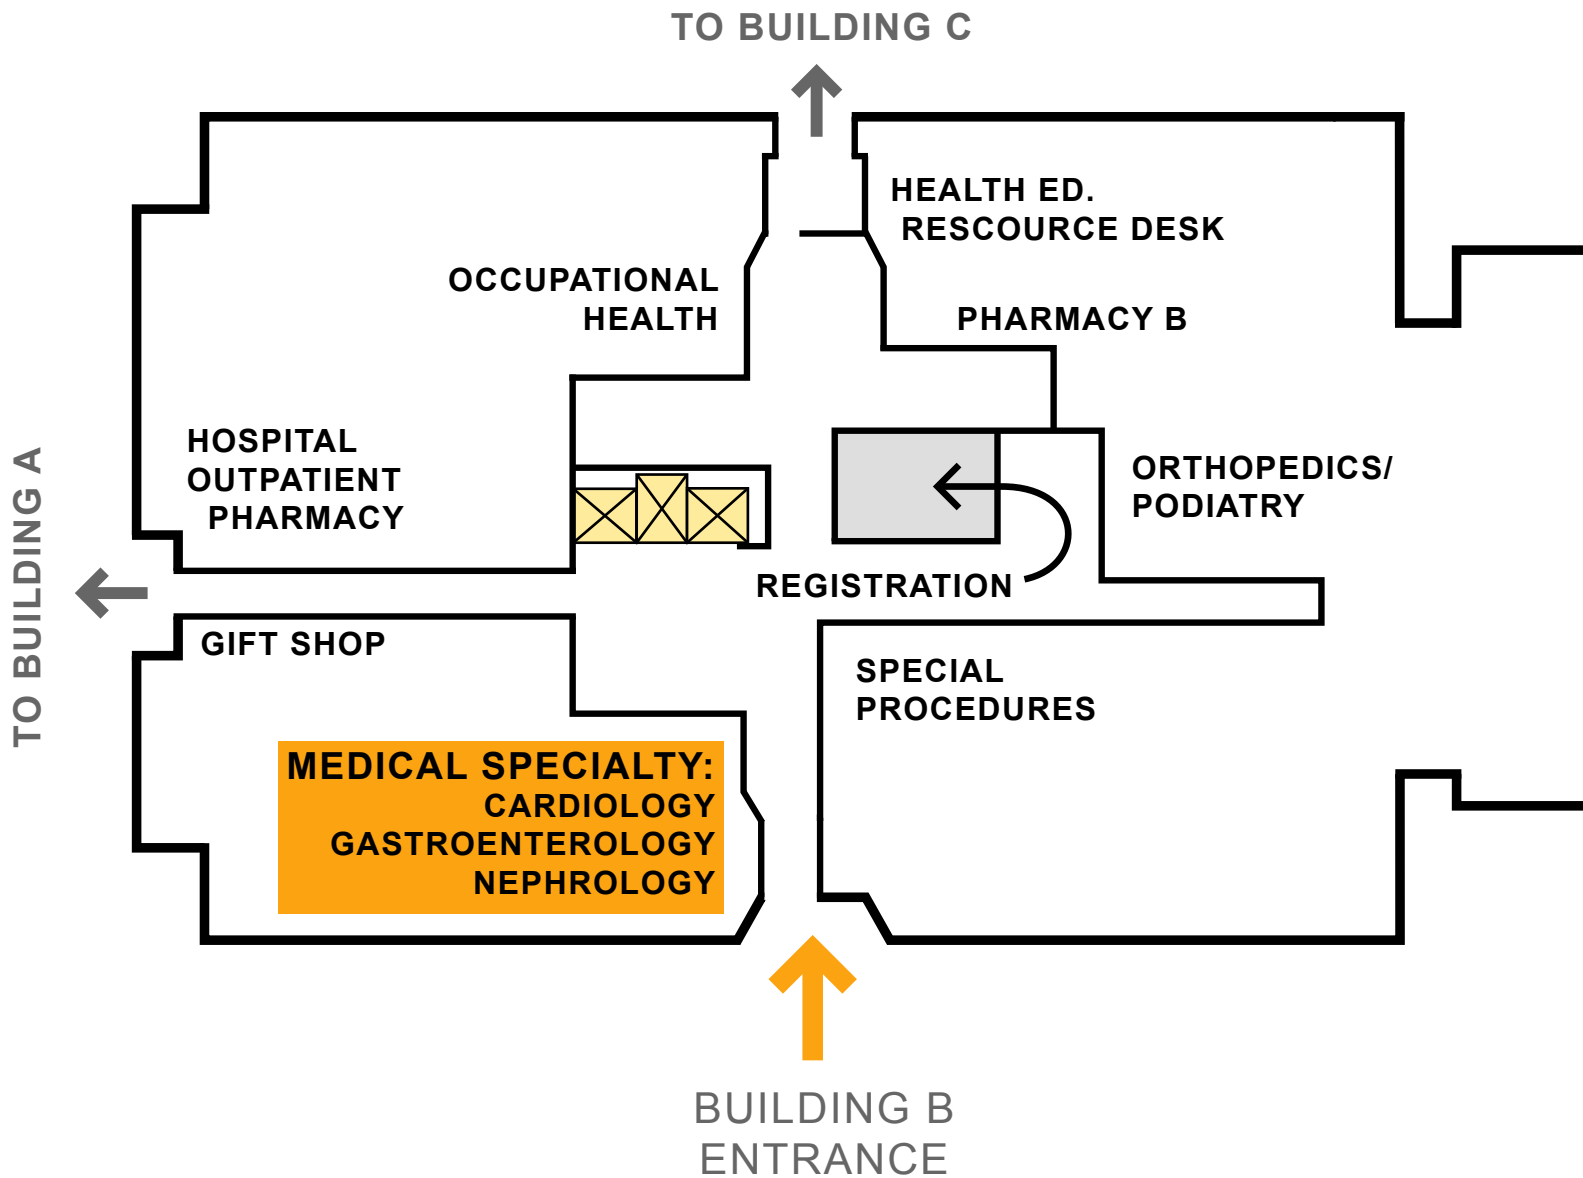 TO BUILDING C
HEALTH ED.
RESCOURCE DESK
OCCUPATIONAL
HEALTH
PHARMACY B
HOSPITAL
OUTPATIENT
PHARMACY
ORTHOPEDICS/
PODIATRY
TO BUILDING A
REGISTRATION
GIFT SHOP
SPECIAL
PROCEDURES
MEDICAL SPECIALTY:
CARDIOLOGY
GASTROENTEROLOGY
NEPHROLOGY
BUILDING B
ENTRANCE